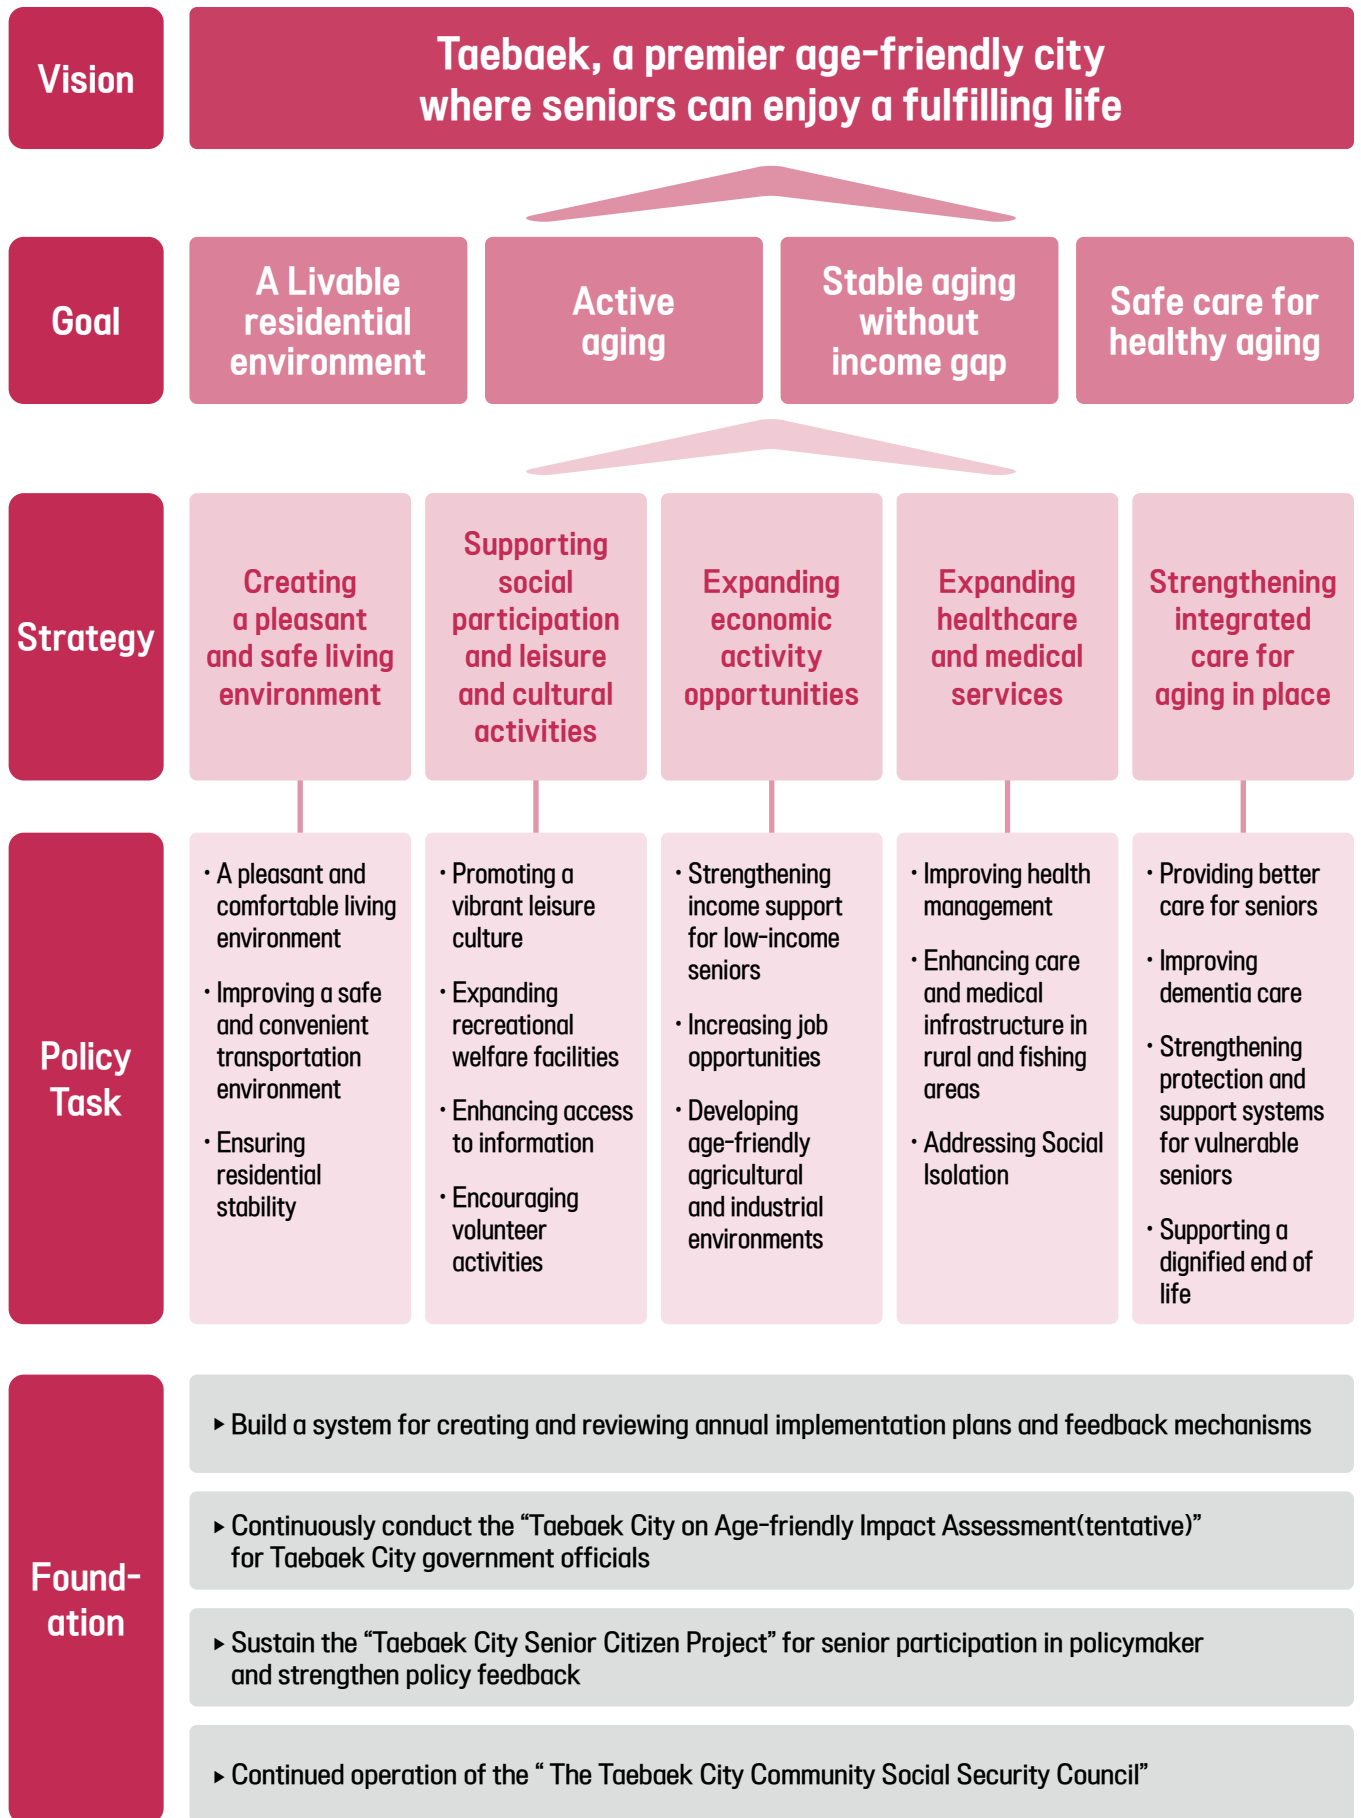 Vision
Taebaek, a premier age-friendly city
where seniors can enjoy a fulfilling life
Goal
A Livable
residential
environment
Active
aging
Stable aging
without
income gap
Safe care for
healthy aging
Strategy
Creating
a pleasant
and safe living
environment
Supporting
social
participation
and leisure
and cultural
activities
Expanding
economic
activity
opportunities
Expanding
healthcare
and medical
services
Strengthening
integrated
care for
aging in place
Policy
Task
· A pleasant and
comfortable living
environment
· Improving a safe
and convenient
transportation
environment
· Ensuring
residential
stability
· Promoting a
vibrant leisure
culture
· Expanding
recreational
welfare facilities
· Enhancing access
to information
· Encouraging
volunteer
activities
· Strengthening
income support
for low-income
seniors
· Increasing job
opportunities
· Developing
age-friendly
agricultural
and industrial
environments
· Improving health
management
· Enhancing care
and medical
infrastructure in
rural and fishing
areas
· Addressing Social
Isolation
· Providing better
care for seniors
· Improving
dementia care
· Strengthening
protection and
support systems
for vulnerable
seniors
· Supporting a
dignified end of
life
Found-
ation
▸ Build a system for creating and reviewing annual implementation plans and feedback mechanisms
▸ Continuously conduct the “Taebaek City on Age-friendly Impact Assessment(tentative)”
for Taebaek City government officials
▸ Sustain the “Taebaek City Senior Citizen Project” for senior participation in policymaker
and strengthen policy feedback
▸ Continued operation of the “ The Taebaek City Community Social Security Council”